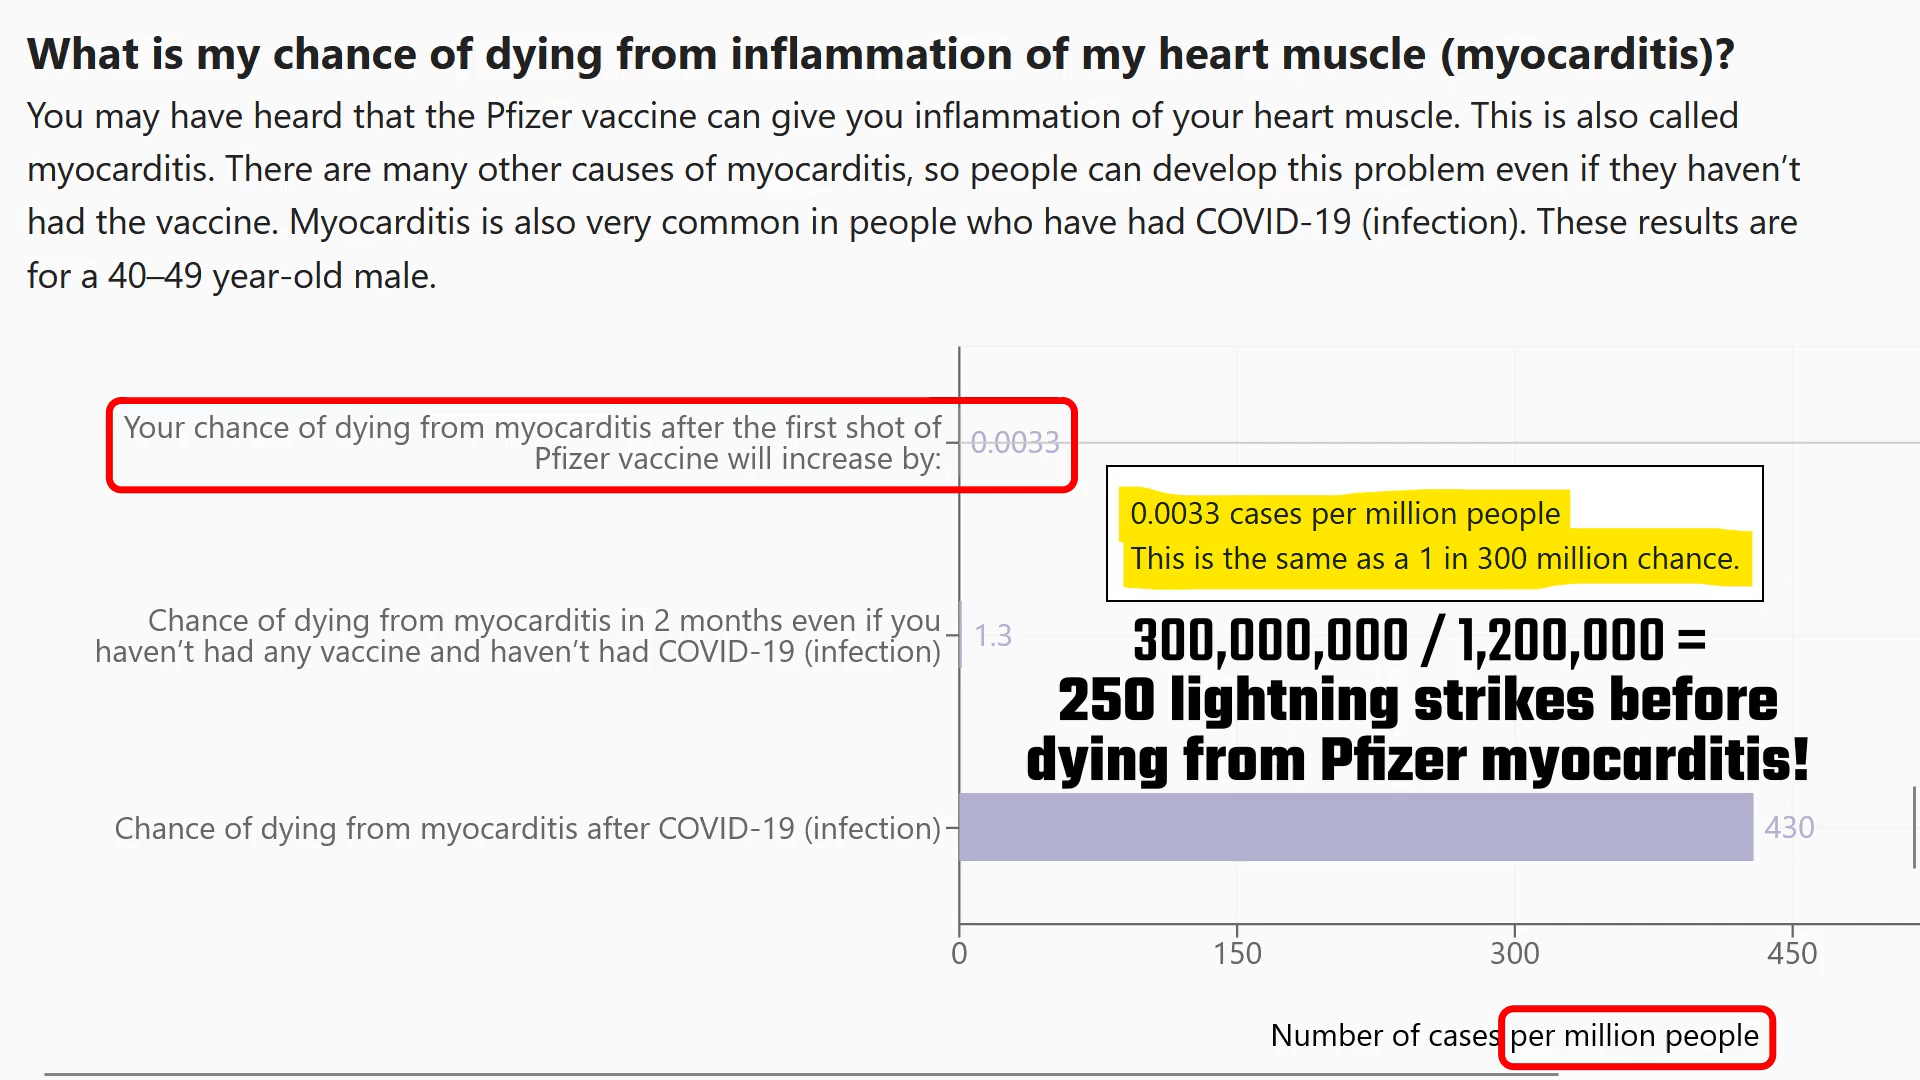 What is my chance of dying from inflammation of my heart muscle (myocarditis)?
You may have heard that the Pfizer vaccine can give you inflammation of your heart muscle. This is also called
myocarditis. There are many other causes of myocarditis, so people can develop this problem even if they haven’t
had the vaccine. Myocarditis is also very common in people who have had COVID-19 (infection). These results are
for a 40–49 year-old male.
Your chance of dying from myocarditis after the first shot of
Pfizer vaccine will increase by:
0.0033
0.0033 cases per million people
This is the same as a 1 in 300 million chance.
Chance of dying from myocarditis in 2 months even if you
haven’t had any vaccine and haven’t had COVID-19 (infection)
1.3
300,000,000 / 1,200,000 =
250 lightning strikes before
dying from Pfizer myocarditis!
Chance of dying from myocarditis after COVID-19 (infection)
430
0 150 300 450
Number of cases per million people